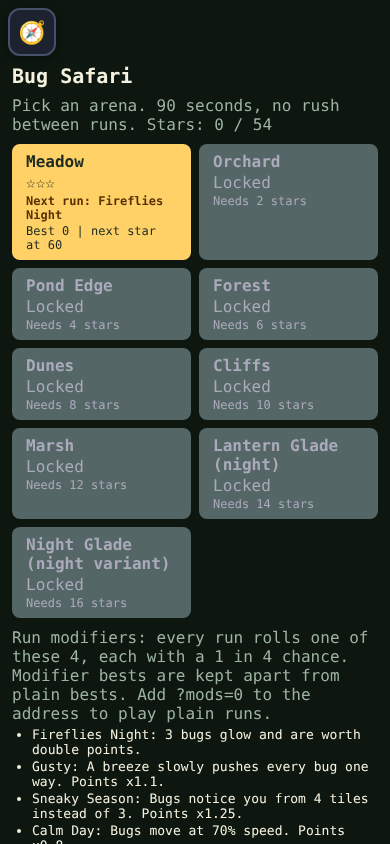 Bug Safari
Pick an arena. 90 seconds, no rush
between runs. Stars: 0 / 54
Meadow
☆☆☆
Next run: Fireflies
Night
Best 0 | next star
at 60
Orchard
Locked
Needs 2 stars
Pond Edge
Locked
Needs 4 stars
Forest
Locked
Needs 6 stars
Dunes
Locked
Needs 8 stars
Cliffs
Locked
Needs 10 stars
Marsh
Locked
Needs 12 stars
Lantern Glade
(night)
Locked
Needs 14 stars
Night Glade
(night variant)
Locked
Needs 16 stars
Run modifiers: every run rolls one of
these 4, each with a 1 in 4 chance.
Modifier bests are kept apart from
plain bests. Add ?mods=0 to the
address to play plain runs.
• Fireflies Night: 3 bugs glow and are worth
double points.
• Gusty: A breeze slowly pushes every bug one
way. Points x1.1.
• Sneaky Season: Bugs notice you from 4 tiles
instead of 3. Points x1.25.
• Calm Day: Bugs move at 70% speed. Points